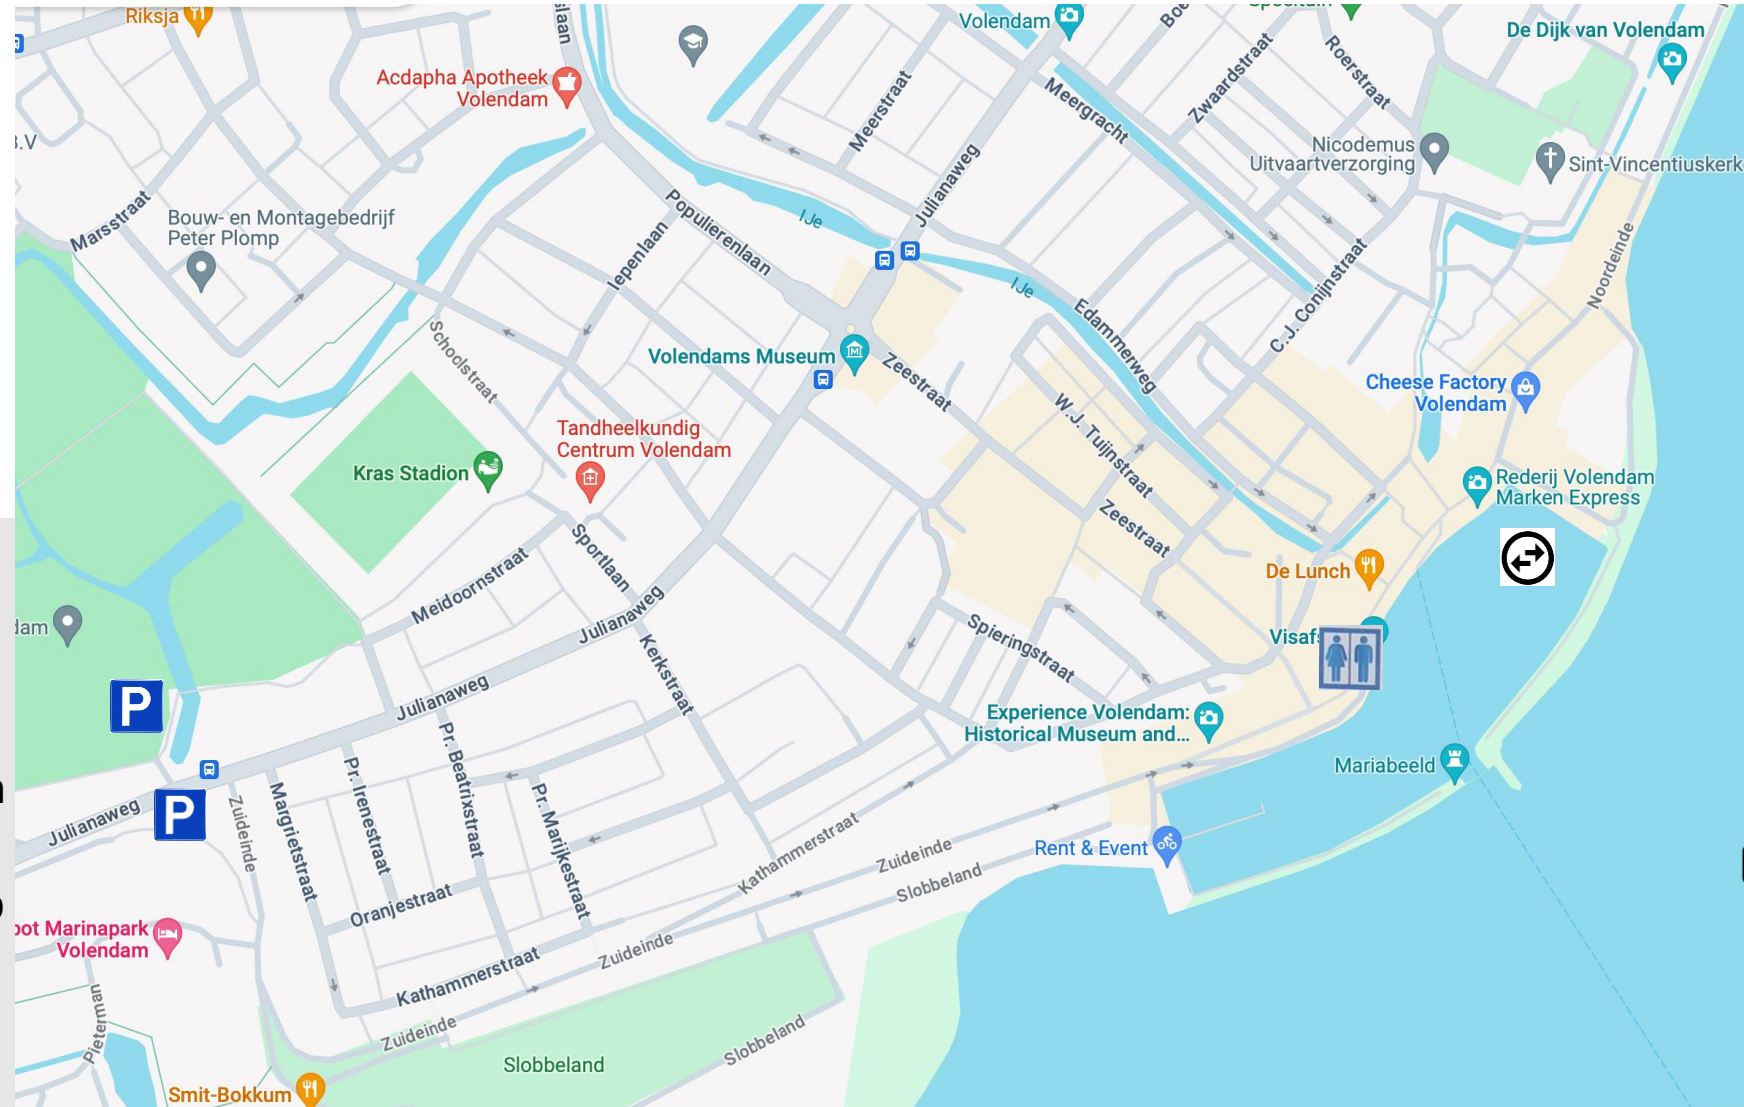 Riksja
Volendam
De Dijk van Volendam
Acdapha Apotheek
Volendam
Meerstraat
Meergracht
Zwaardstraat
Roerstraat
Nicodemus
Uitvaartverzorging
Sint-Vincentiuskerk
Marsstraat
Bouw- en Montagebedrijf
Peter Plomp
Populierenlaan
Iepenlaan
IJe
Julianaweg
IJe
Edammerweg
C.J. Conijnstraat
Noordeinde
Schoolstraat
Volendams Museum
Zeestraat
Cheese Factory
Volendam
W.J. Tuijnstraat
Tandheelkundig
Centrum Volendam
Kras Stadion
Rederij Volendam
Marken Express
Zeestraat
Sportlaan
Meidoornstraat
De Lunch
Julianaweg
Spieringstraat
Kerkstraat
P
Julianaweg
Experience Volendam:
Historical Museum and...
Mariabeeld
Pr. Beatrixstraat
Pr. Irenestraat
Margrietstraat
Pr. Marijkestraat
Zuideinde
P
Julianaweg
Kathammerstraat
Zuideinde
Rent & Event
Slobbeland
Oranjestraat
Marinapark
Volendam
Zuideinde
Kathammerstraat
Zuideinde
Pieterman
Slobbeland
Slobbeland
Smit-Bokkum